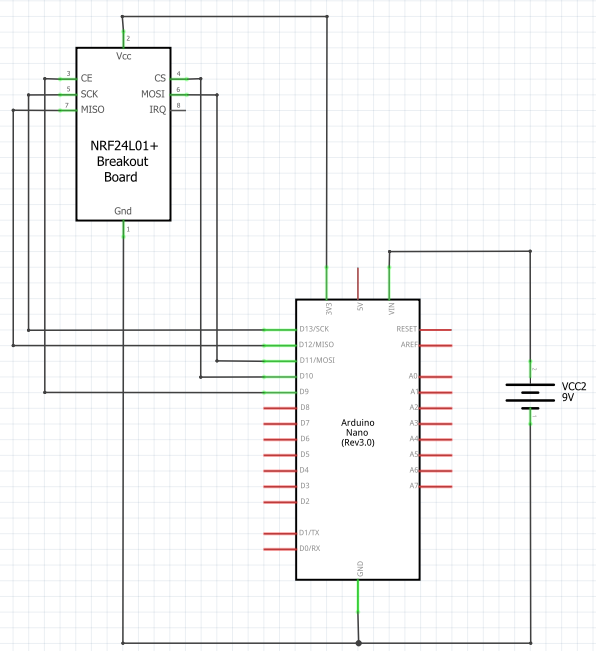 2
Vcc
3 CE CS 4
5 SCK MOSI 6
7 MISO IRQ 8
NRF24L01+
Breakout
Board
Gnd
1
3V3 5V VIN
D13/SCK RESET
D12/MISO AREF
D11/MOSI
D10 A0
D9 A1
D8 A2
D7 A3
D6 A4
D5 A5
D4 A6
D3 A7
D2
D1/TX
D0/RX
Arduino
Nano
(Rev3.0)
GND
2
VCC2
9V
1